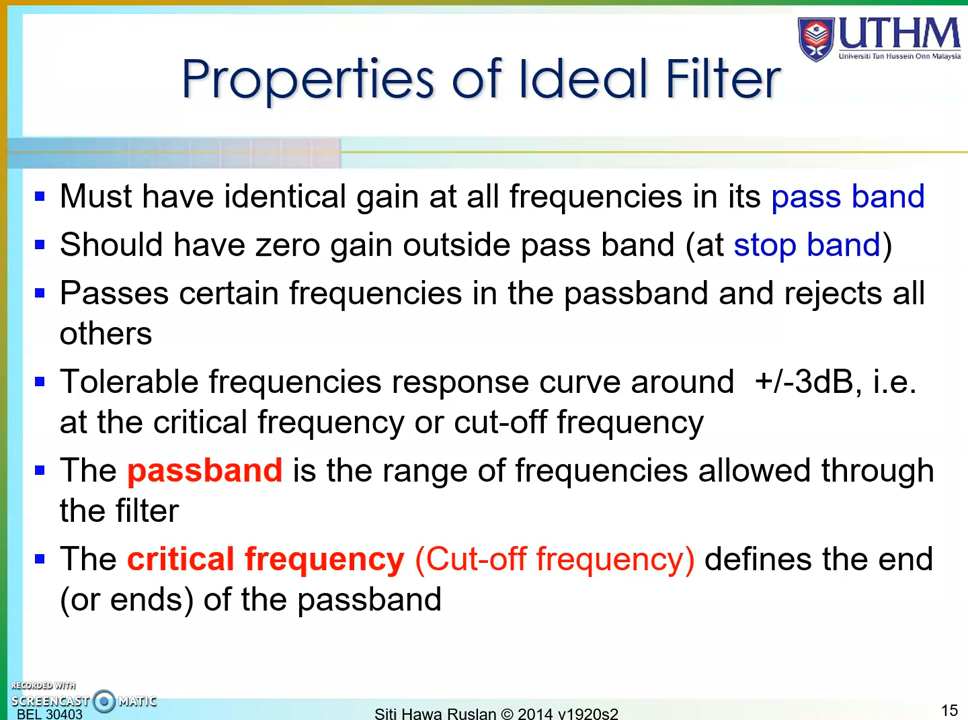 UTHM
Universiti Tun Hussein Onn Malaysia
Properties of Ideal Filter
Must have identical gain at all frequencies in its pass band
Should have zero gain outside pass band (at stop band)
Passes certain frequencies in the passband and rejects all
others
Tolerable frequencies response curve around +/-3dB, i.e.
at the critical frequency or cut-off frequency
The passband is the range of frequencies allowed through
the filter
The critical frequency (Cut-off frequency) defines the end
(or ends) of the passband
RECORDED WITH
SCREENCAST MATIC
BEL 30403
Siti Hawa Ruslan © 2014 v1920s2
15